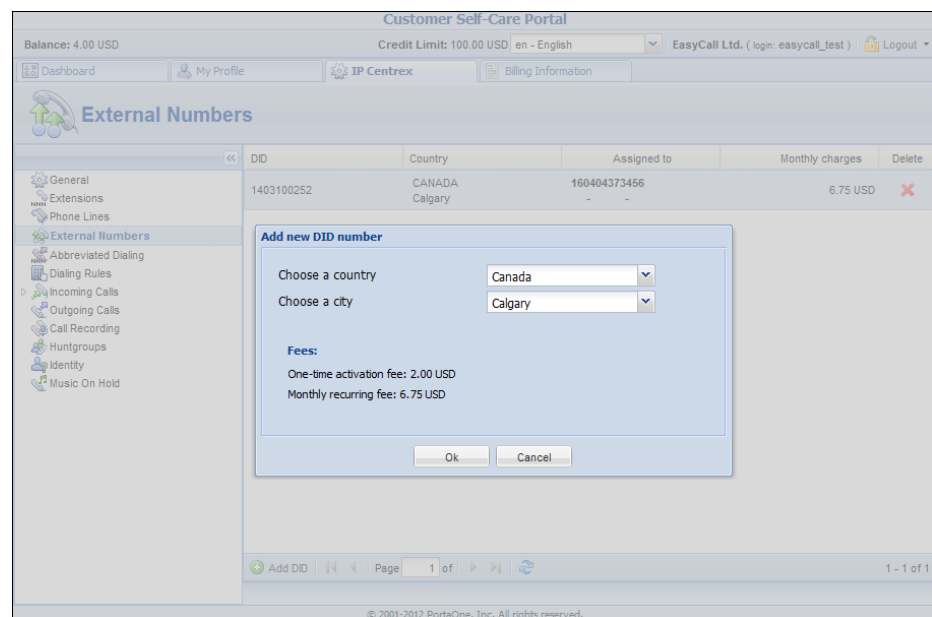 Customer Self-Care Portal
Balance: 4.00 USD Credit Limit: 100.00 USD en - English EasyCall Ltd. ( login: easycall_test ) Logout
Dashboard My Profile IP Centrex Billing Information
External Numbers
DID Country Assigned to Monthly charges Delete
1403100252 CANADA 160404373456 6.75 USD
Calgary - -
General
Extensions
Phone Lines
External Numbers
Abbreviated Dialing
Dialing Rules
Incoming Calls
Outgoing Calls
Call Recording
Huntgroups
Identity
Music On Hold
Add new DID number
Choose a country Canada
Choose a city Calgary
Fees:
One-time activation fee: 2.00 USD
Monthly recurring fee: 6.75 USD
Ok Cancel
Add DID Page 1 of 1 - 1 of 1
© 2001-2012 PortaOne, Inc. All rights reserved.